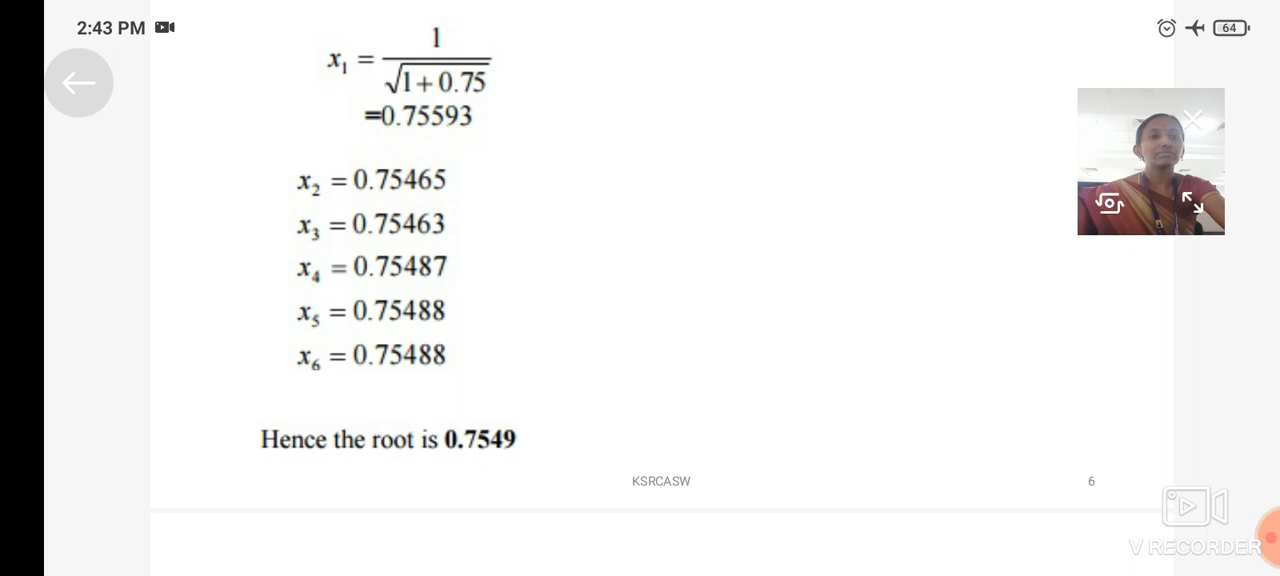 2:43 PM
64
x₁ = 1/√(1 + 0.75)
=0.75593
x₂ = 0.75465
x₃ = 0.75463
x₄ = 0.75487
x₅ = 0.75488
x₆ = 0.75488
Hence the root is 0.7549
KSRCASW
6
V RECORDER